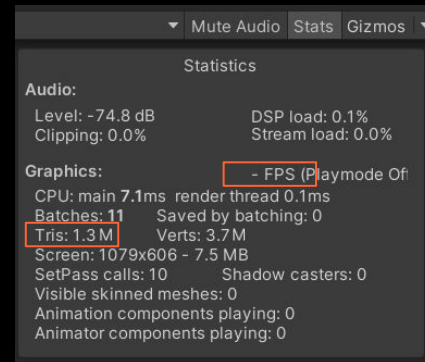 Mute Audio Stats Gizmos
Statistics
Audio:
Level: -74.8 dB DSP load: 0.1%
Clipping: 0.0% Stream load: 0.0%
Graphics: - FPS (Playmode Off
CPU: main 7.1ms render thread 0.1ms
Batches: 11 Saved by batching: 0
Tris: 1.3 M Verts: 3.7 M
Screen: 1079x606 - 7.5 MB
SetPass calls: 10 Shadow casters: 0
Visible skinned meshes: 0
Animation components playing: 0
Animator components playing: 0